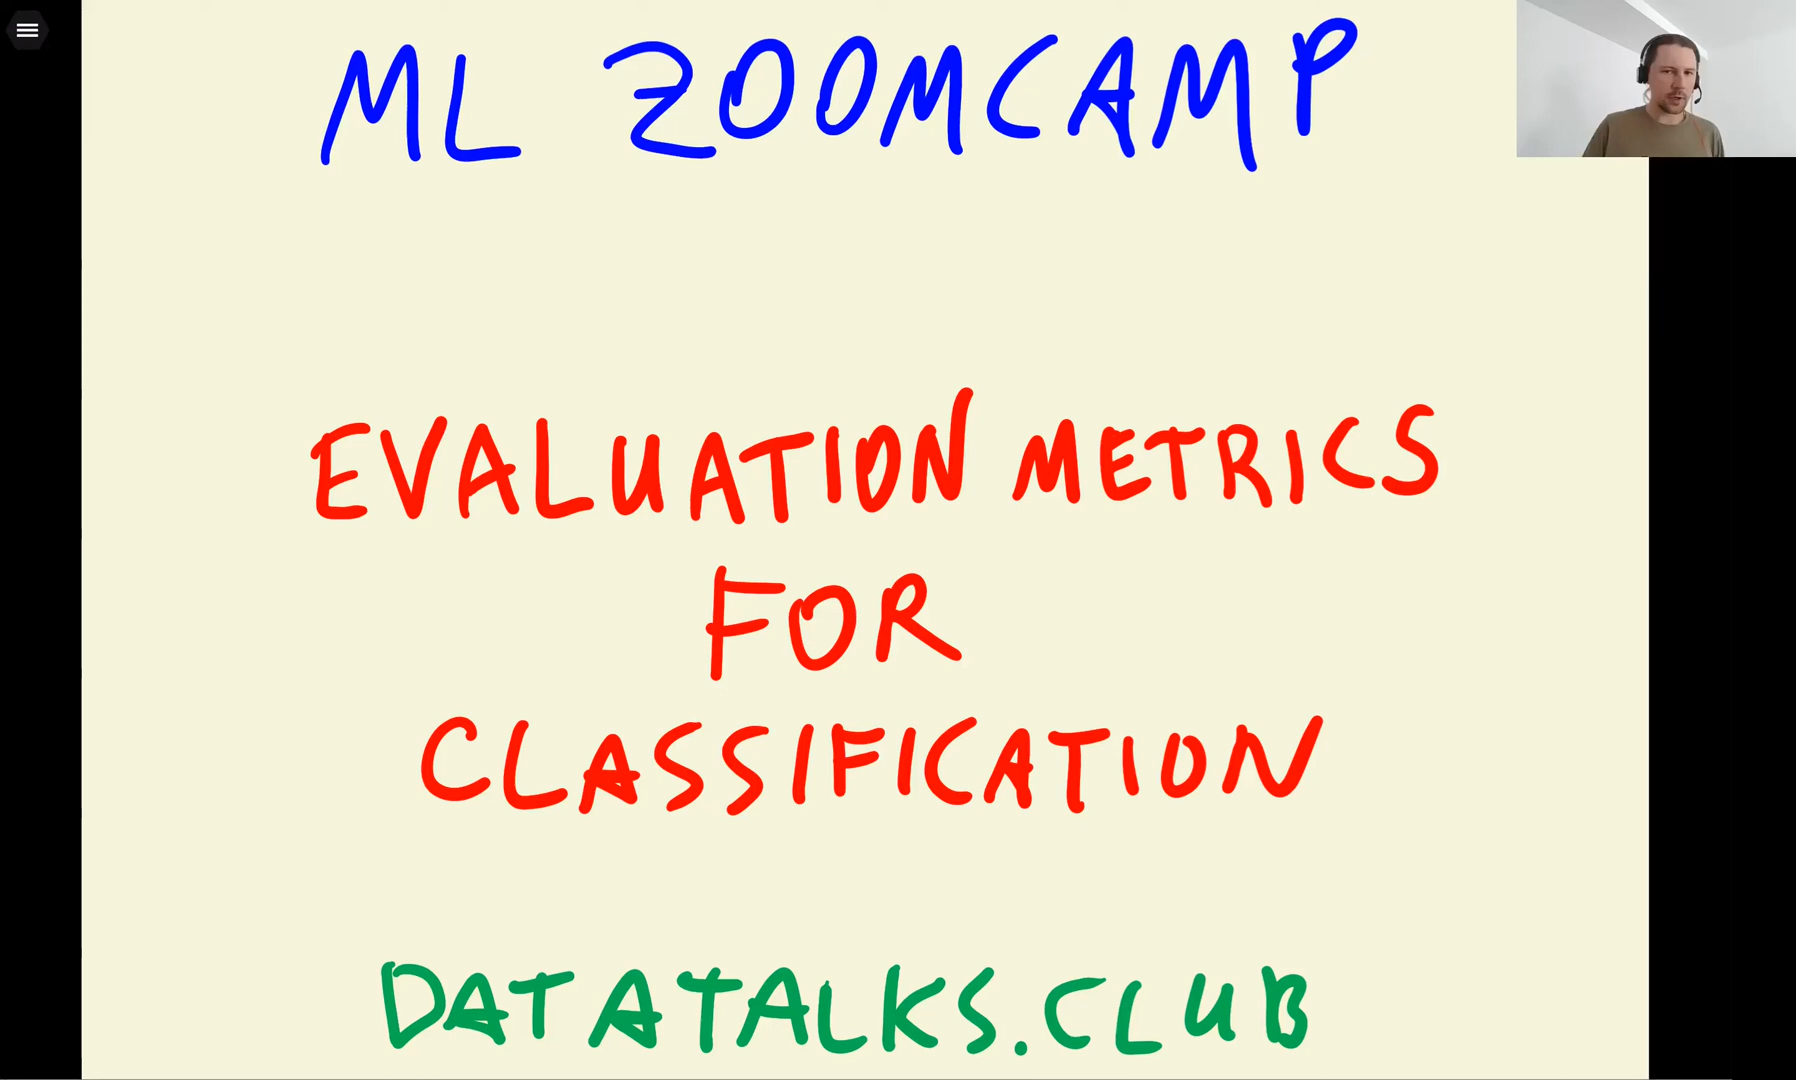 ML ZOOMCAMP
EVALUATION METRICS
FOR
CLASSIFICATION
DATATALKS.CLUB